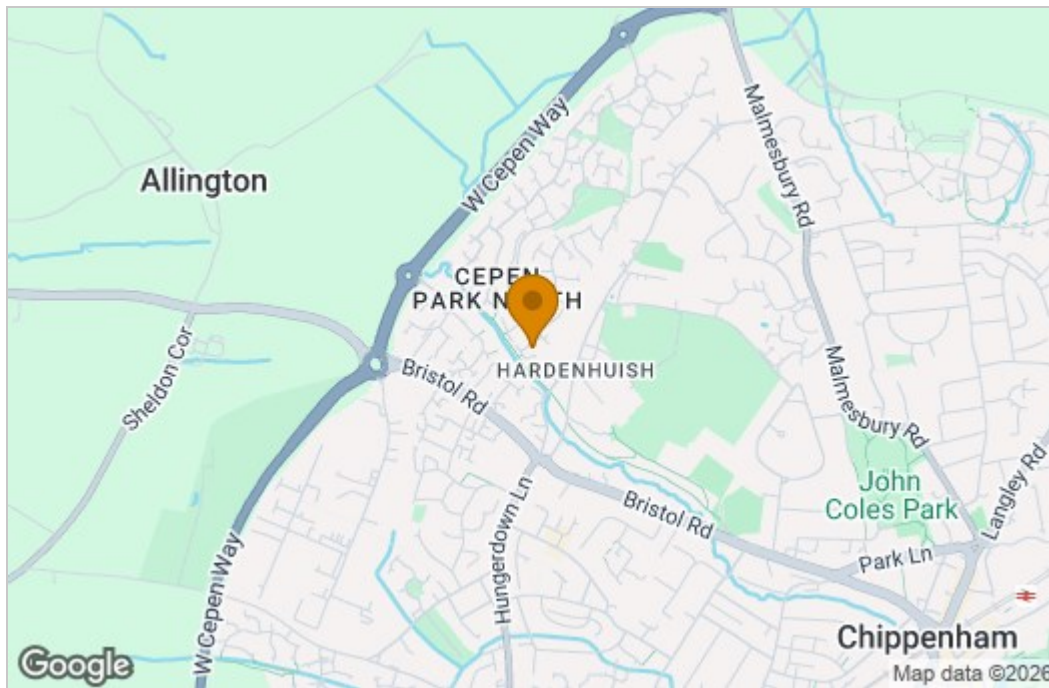 Malmesbury Rd
W Cepen Way
Allington
CEPEN
PARK N TH
HARDENHUISH
Sheldon Cor
Bristol Rd
Malmesbury Rd
Langley Rd
John
Coles Park
Bristol Rd
Park Ln
Hungerdown Ln
W Cepen Way
Chippenham
Google
Map data ©2026